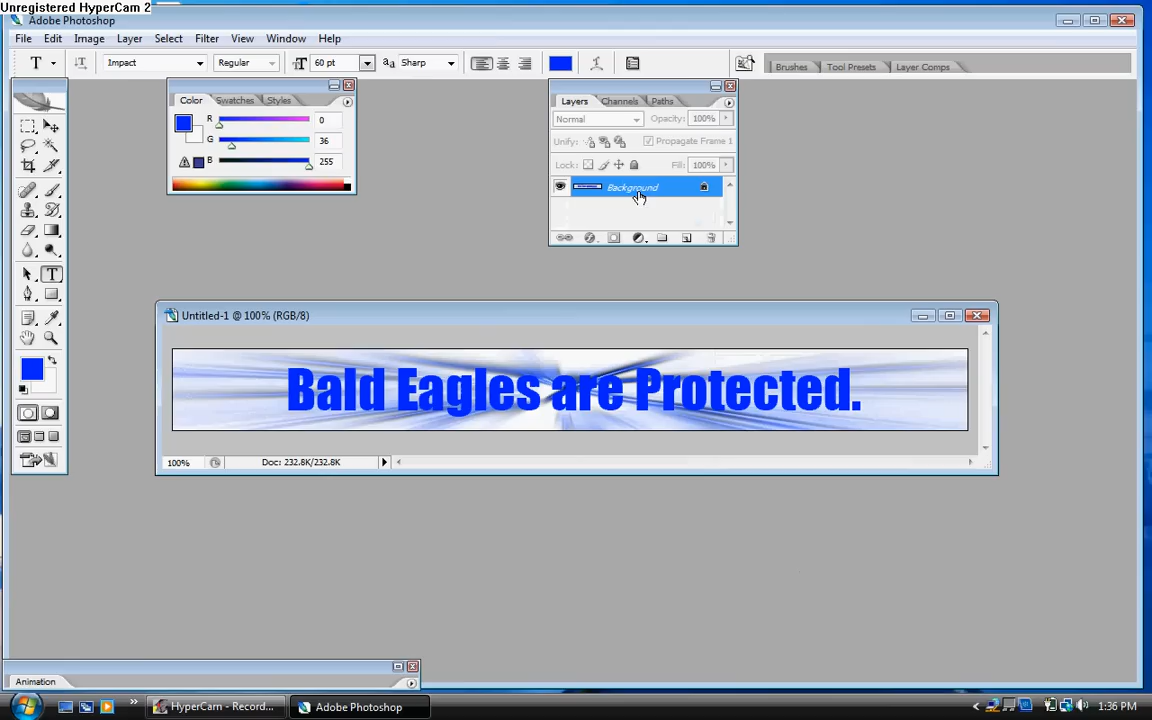 Unregistered HyperCam 2
Adobe Photoshop
File Edit Image Layer Select Filter View Window Help
T Impact Regular T 60 pt aa Sharp Brushes Tool Presets Layer Comps
Color Swatches Styles
R 0
G 36
B 255
Layers Channels Paths
Normal Opacity: 100%
Unify: Propagate Frame 1
Lock: Fill: 100%
Background
T
Untitled-1 @ 100% (RGB/8)
Bald Eagles are Protected.
100% Doc: 232.8K/232.8K
Animation
HyperCam - Record... Adobe Photoshop 1:36 PM